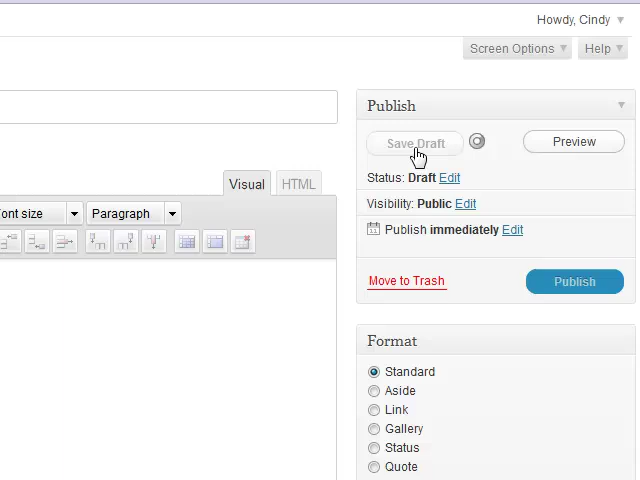 Howdy, Cindy
Screen Options
Help
Publish
Save Draft
Preview
Status: Draft Edit
Visual
HTML
Visibility: Public Edit
Font size
Paragraph
Publish immediately Edit
Move to Trash
Publish
Format
Standard
Aside
Link
Gallery
Status
Quote